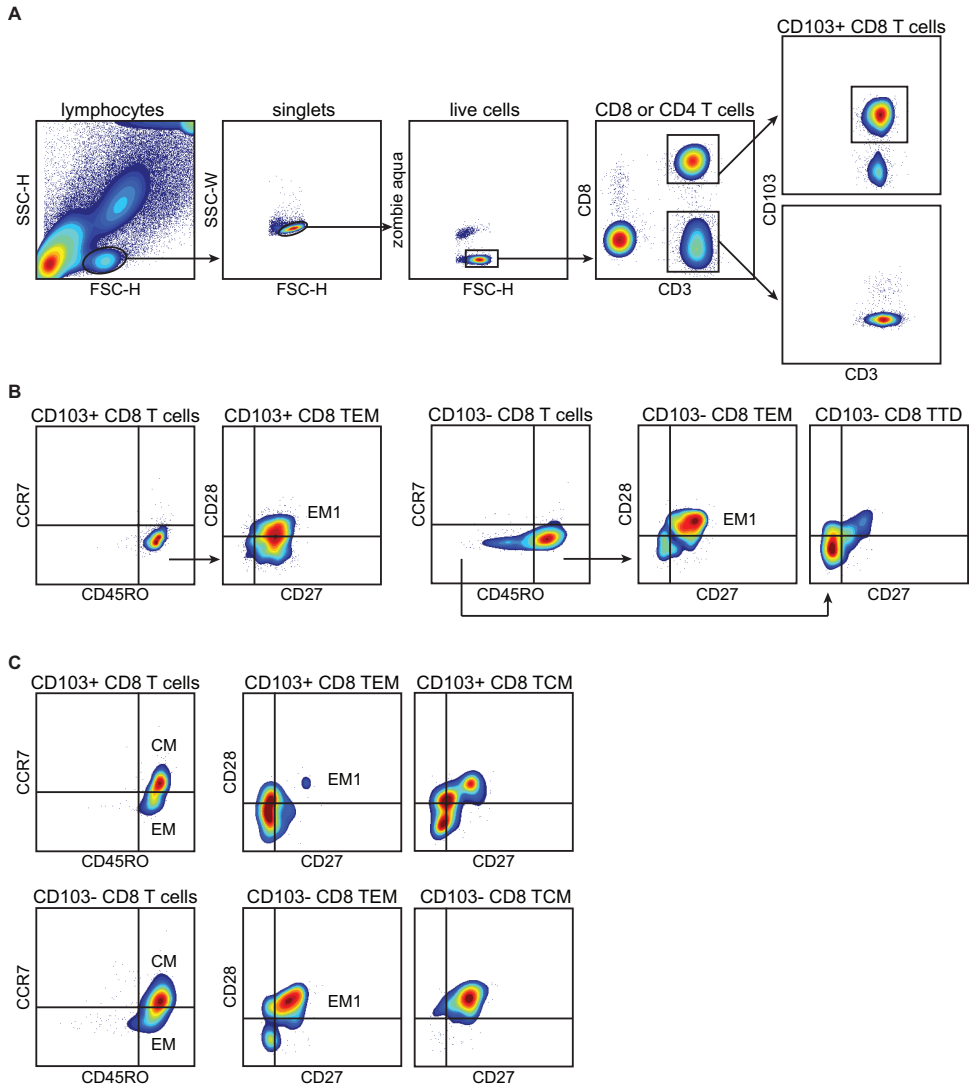 A
lymphocytes
singlets
live cells
CD8 or CD4 T cells
CD103+ CD8 T cells
SSC-H
FSC-H
SSC-W
FSC-H
zombie aqua
FSC-H
CD8
CD3
CD103
CD3
B
CD103+ CD8 T cells
CD103+ CD8 TEM
CD103- CD8 T cells
CD103- CD8 TEM
CD103- CD8 TTD
CCR7
CD45RO
CD28
EM1
CD27
CCR7
CD45RO
CD28
EM1
CD27
CD27
C
CD103+ CD8 T cells
CD103+ CD8 TEM
CD103+ CD8 TCM
CCR7
CM
EM
CD45RO
CD28
EM1
CD27
CD27
CD103- CD8 T cells
CD103- CD8 TEM
CD103- CD8 TCM
CCR7
CM
EM
CD45RO
CD28
EM1
CD27
CD27